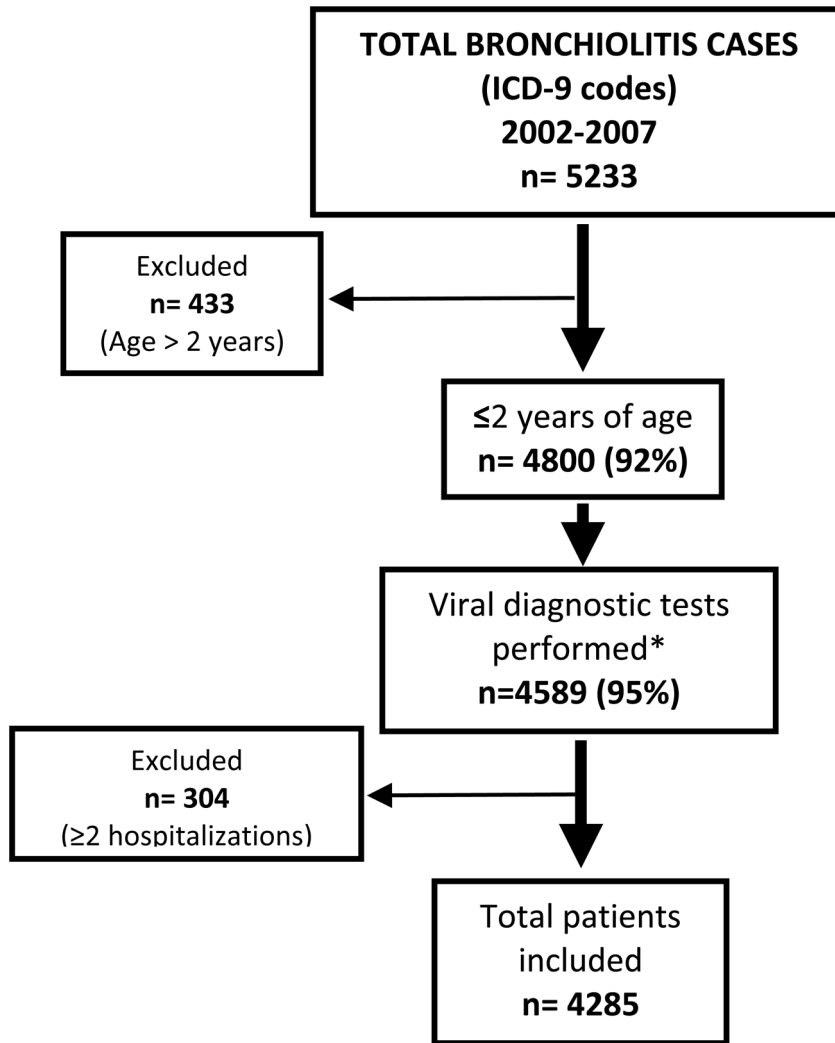 TOTAL BRONCHIOLITIS CASES
(ICD-9 codes)
2002-2007
n= 5233
Excluded
n= 433
(Age > 2 years)
≤2 years of age
n= 4800 (92%)
Viral diagnostic tests
performed*
n=4589 (95%)
Excluded
n= 304
(≥2 hospitalizations)
Total patients
included
n= 4285